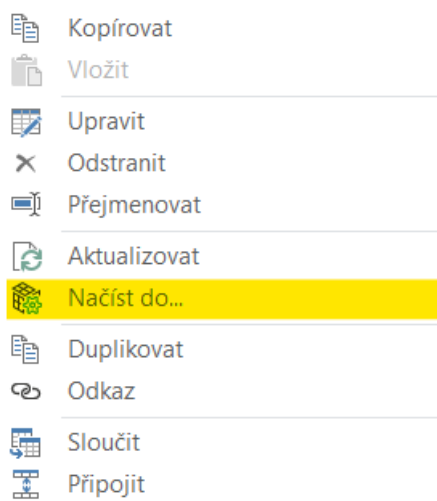 Kopírovat
Vložit
Upravit
Odstranit
Přejmenovat
Aktualizovat
Načíst do...
Duplikovat
Odkaz
Sloučit
Připojit